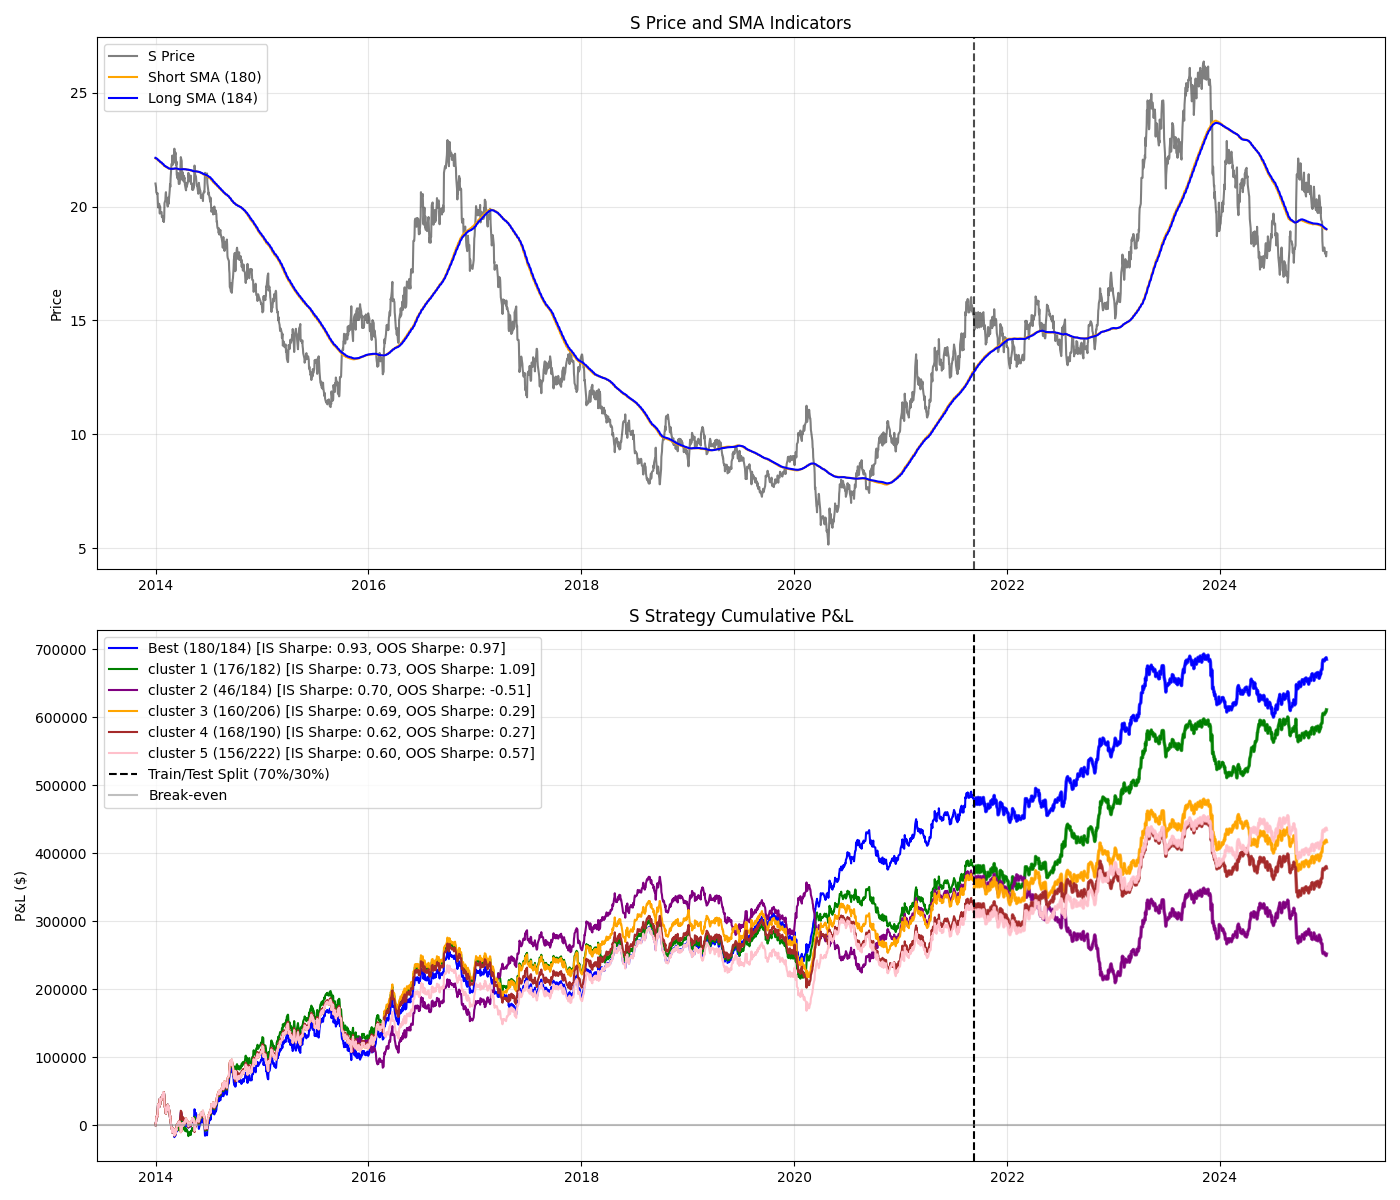 S Price and SMA Indicators
S Price
Short SMA (180)
Long SMA (184)
Price
25
20
15
10
5
2014 2016 2018 2020 2022 2024
S Strategy Cumulative P&L
Best (180/184) [IS Sharpe: 0.93, OOS Sharpe: 0.97]
cluster 1 (176/182) [IS Sharpe: 0.73, OOS Sharpe: 1.09]
cluster 2 (46/184) [IS Sharpe: 0.70, OOS Sharpe: -0.51]
cluster 3 (160/206) [IS Sharpe: 0.69, OOS Sharpe: 0.29]
cluster 4 (168/190) [IS Sharpe: 0.62, OOS Sharpe: 0.27]
cluster 5 (156/222) [IS Sharpe: 0.60, OOS Sharpe: 0.57]
Train/Test Split (70%/30%)
Break-even
P&L ($)
700000
600000
500000
400000
300000
200000
100000
0
2014 2016 2018 2020 2022 2024